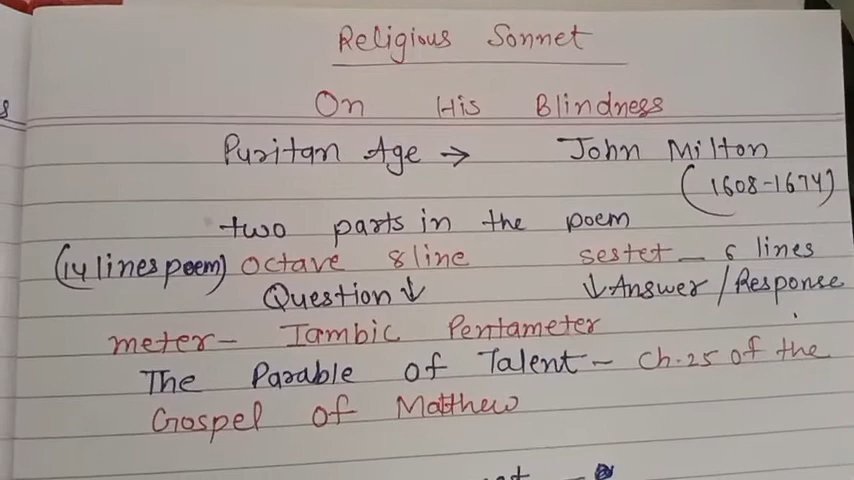 Religious Sonnet
On His Blindness
Puritan Age → John Milton
(1608-1674)
two parts in the poem
(14 lines poem) octave 8 line sestet - 6 lines
Question ↓ ↓ Answer / Response
meter - Iambic Pentameter
The Parable of Talent - Ch.25 of the
Gospel of Matthew